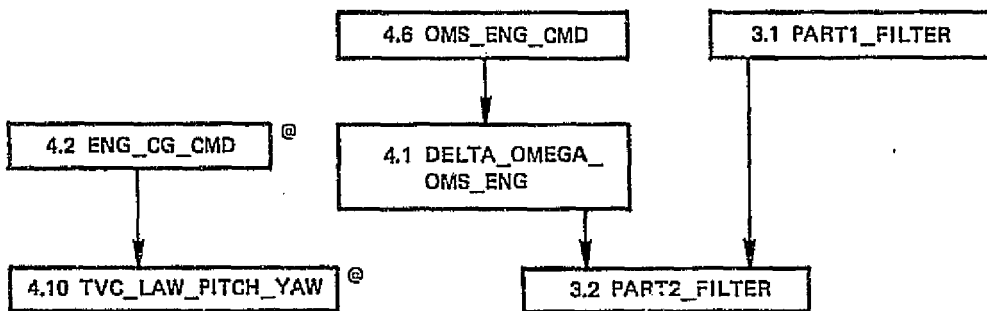 4.6 OMS_ENG_CMD
3.1 PART1_FILTER
4.2 ENG_CG_CMD @
4.1 DELTA_OMEGA_
OMS_ENG
4.10 TVC_LAW_PITCH_YAW @
3.2 PART2_FILTER